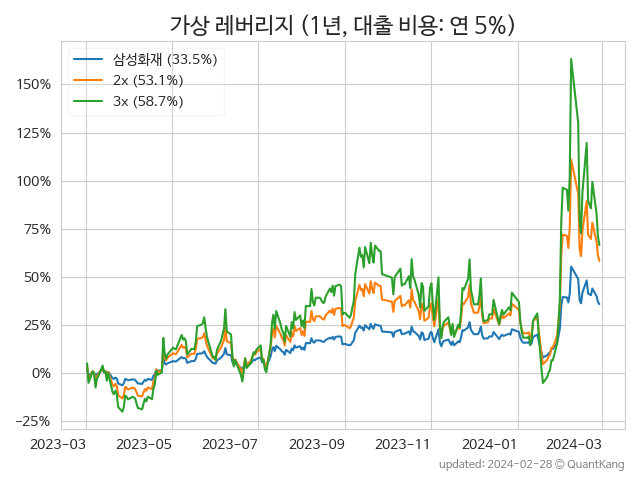 가상 레버리지 (1년, 대출 비용: 연 5%)
삼성화재 (33.5%)
2x (53.1%)
3x (58.7%)
150%
125%
100%
75%
50%
25%
0%
−25%
2023-03 2023-05 2023-07 2023-09 2023-11 2024-01 2024-03
updated: 2024-02-28 © QuantKang